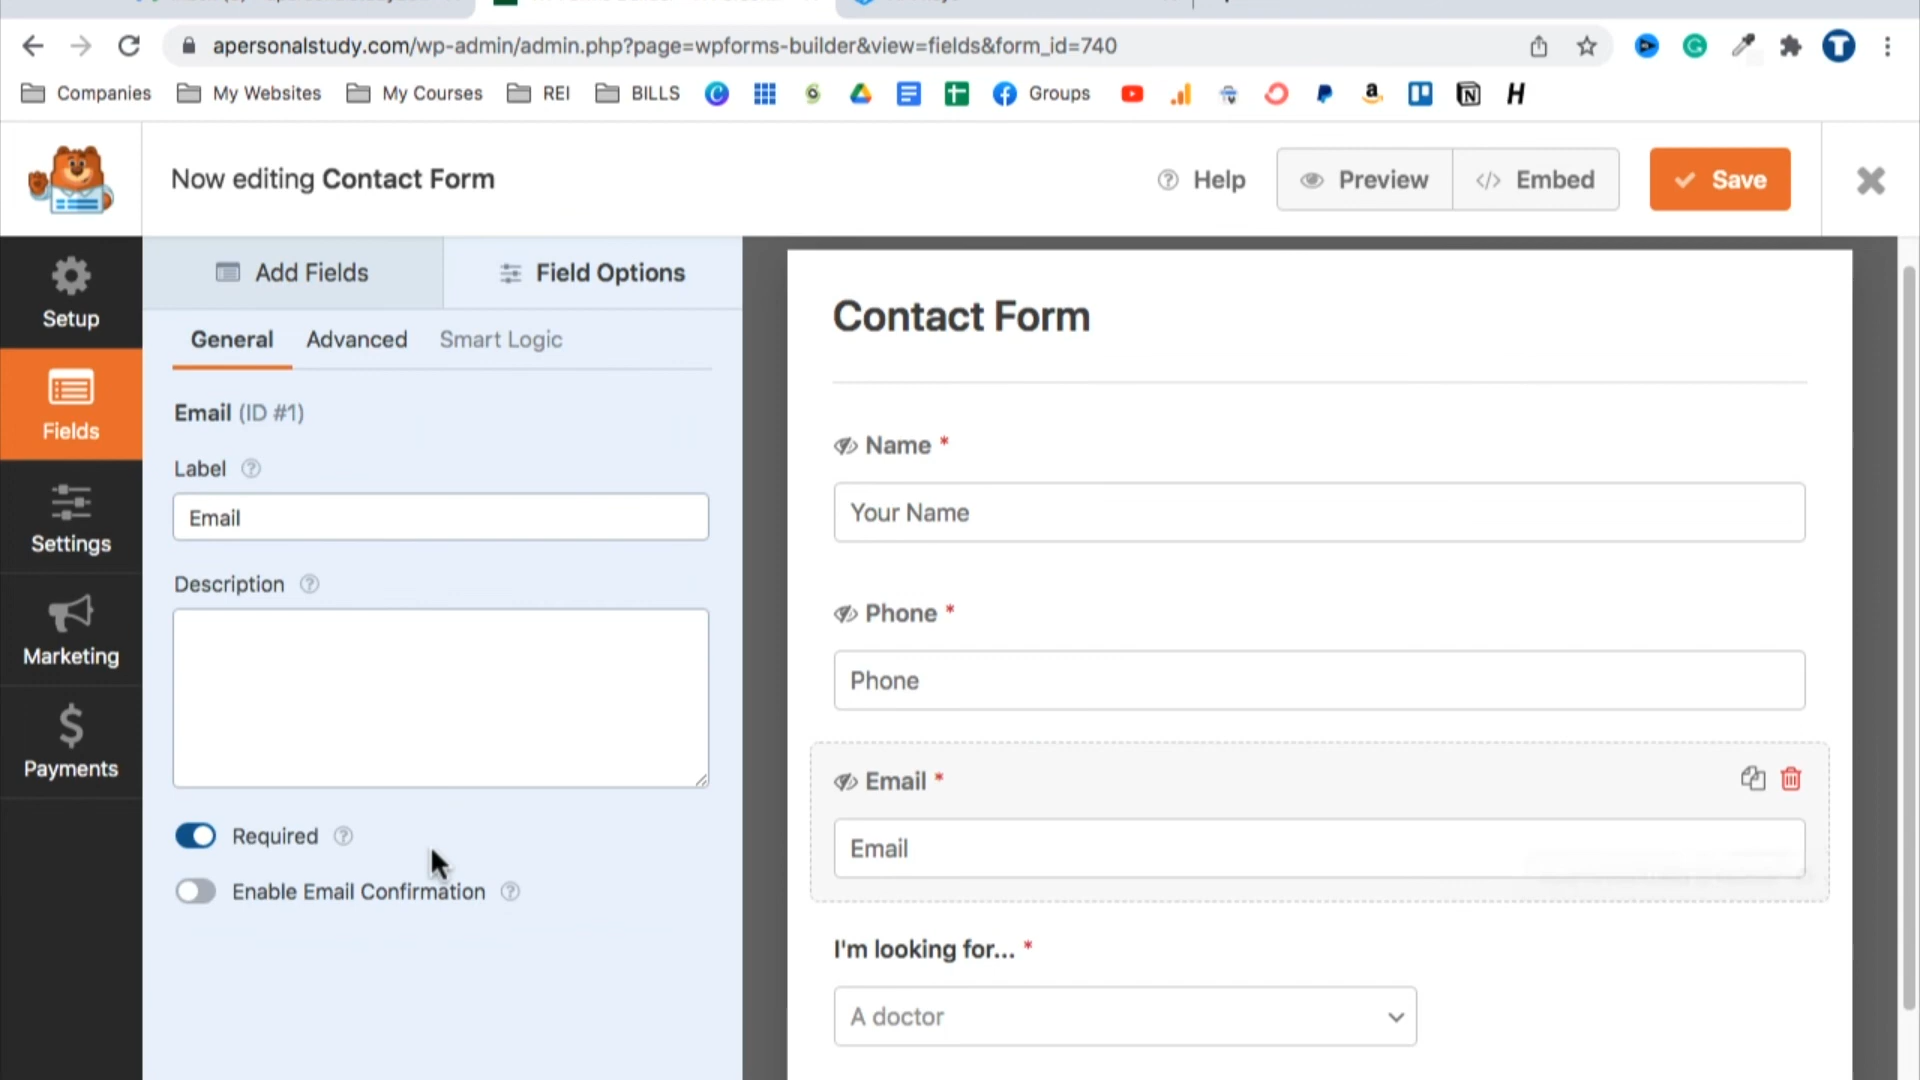 apersonalstudy.com/wp-admin/admin.php?page=wpforms-builder&view=fields&form_id=740
Companies My Websites My Courses REI BILLS Groups
Now editing Contact Form
Help Preview Embed Save
Setup
Fields
Settings
Marketing
Payments
Add Fields Field Options
General Advanced Smart Logic
Email (ID #1)
Label
Email
Description
Required
Enable Email Confirmation
Contact Form
Name *
Your Name
Phone *
Phone
Email *
Email
I'm looking for... *
A doctor